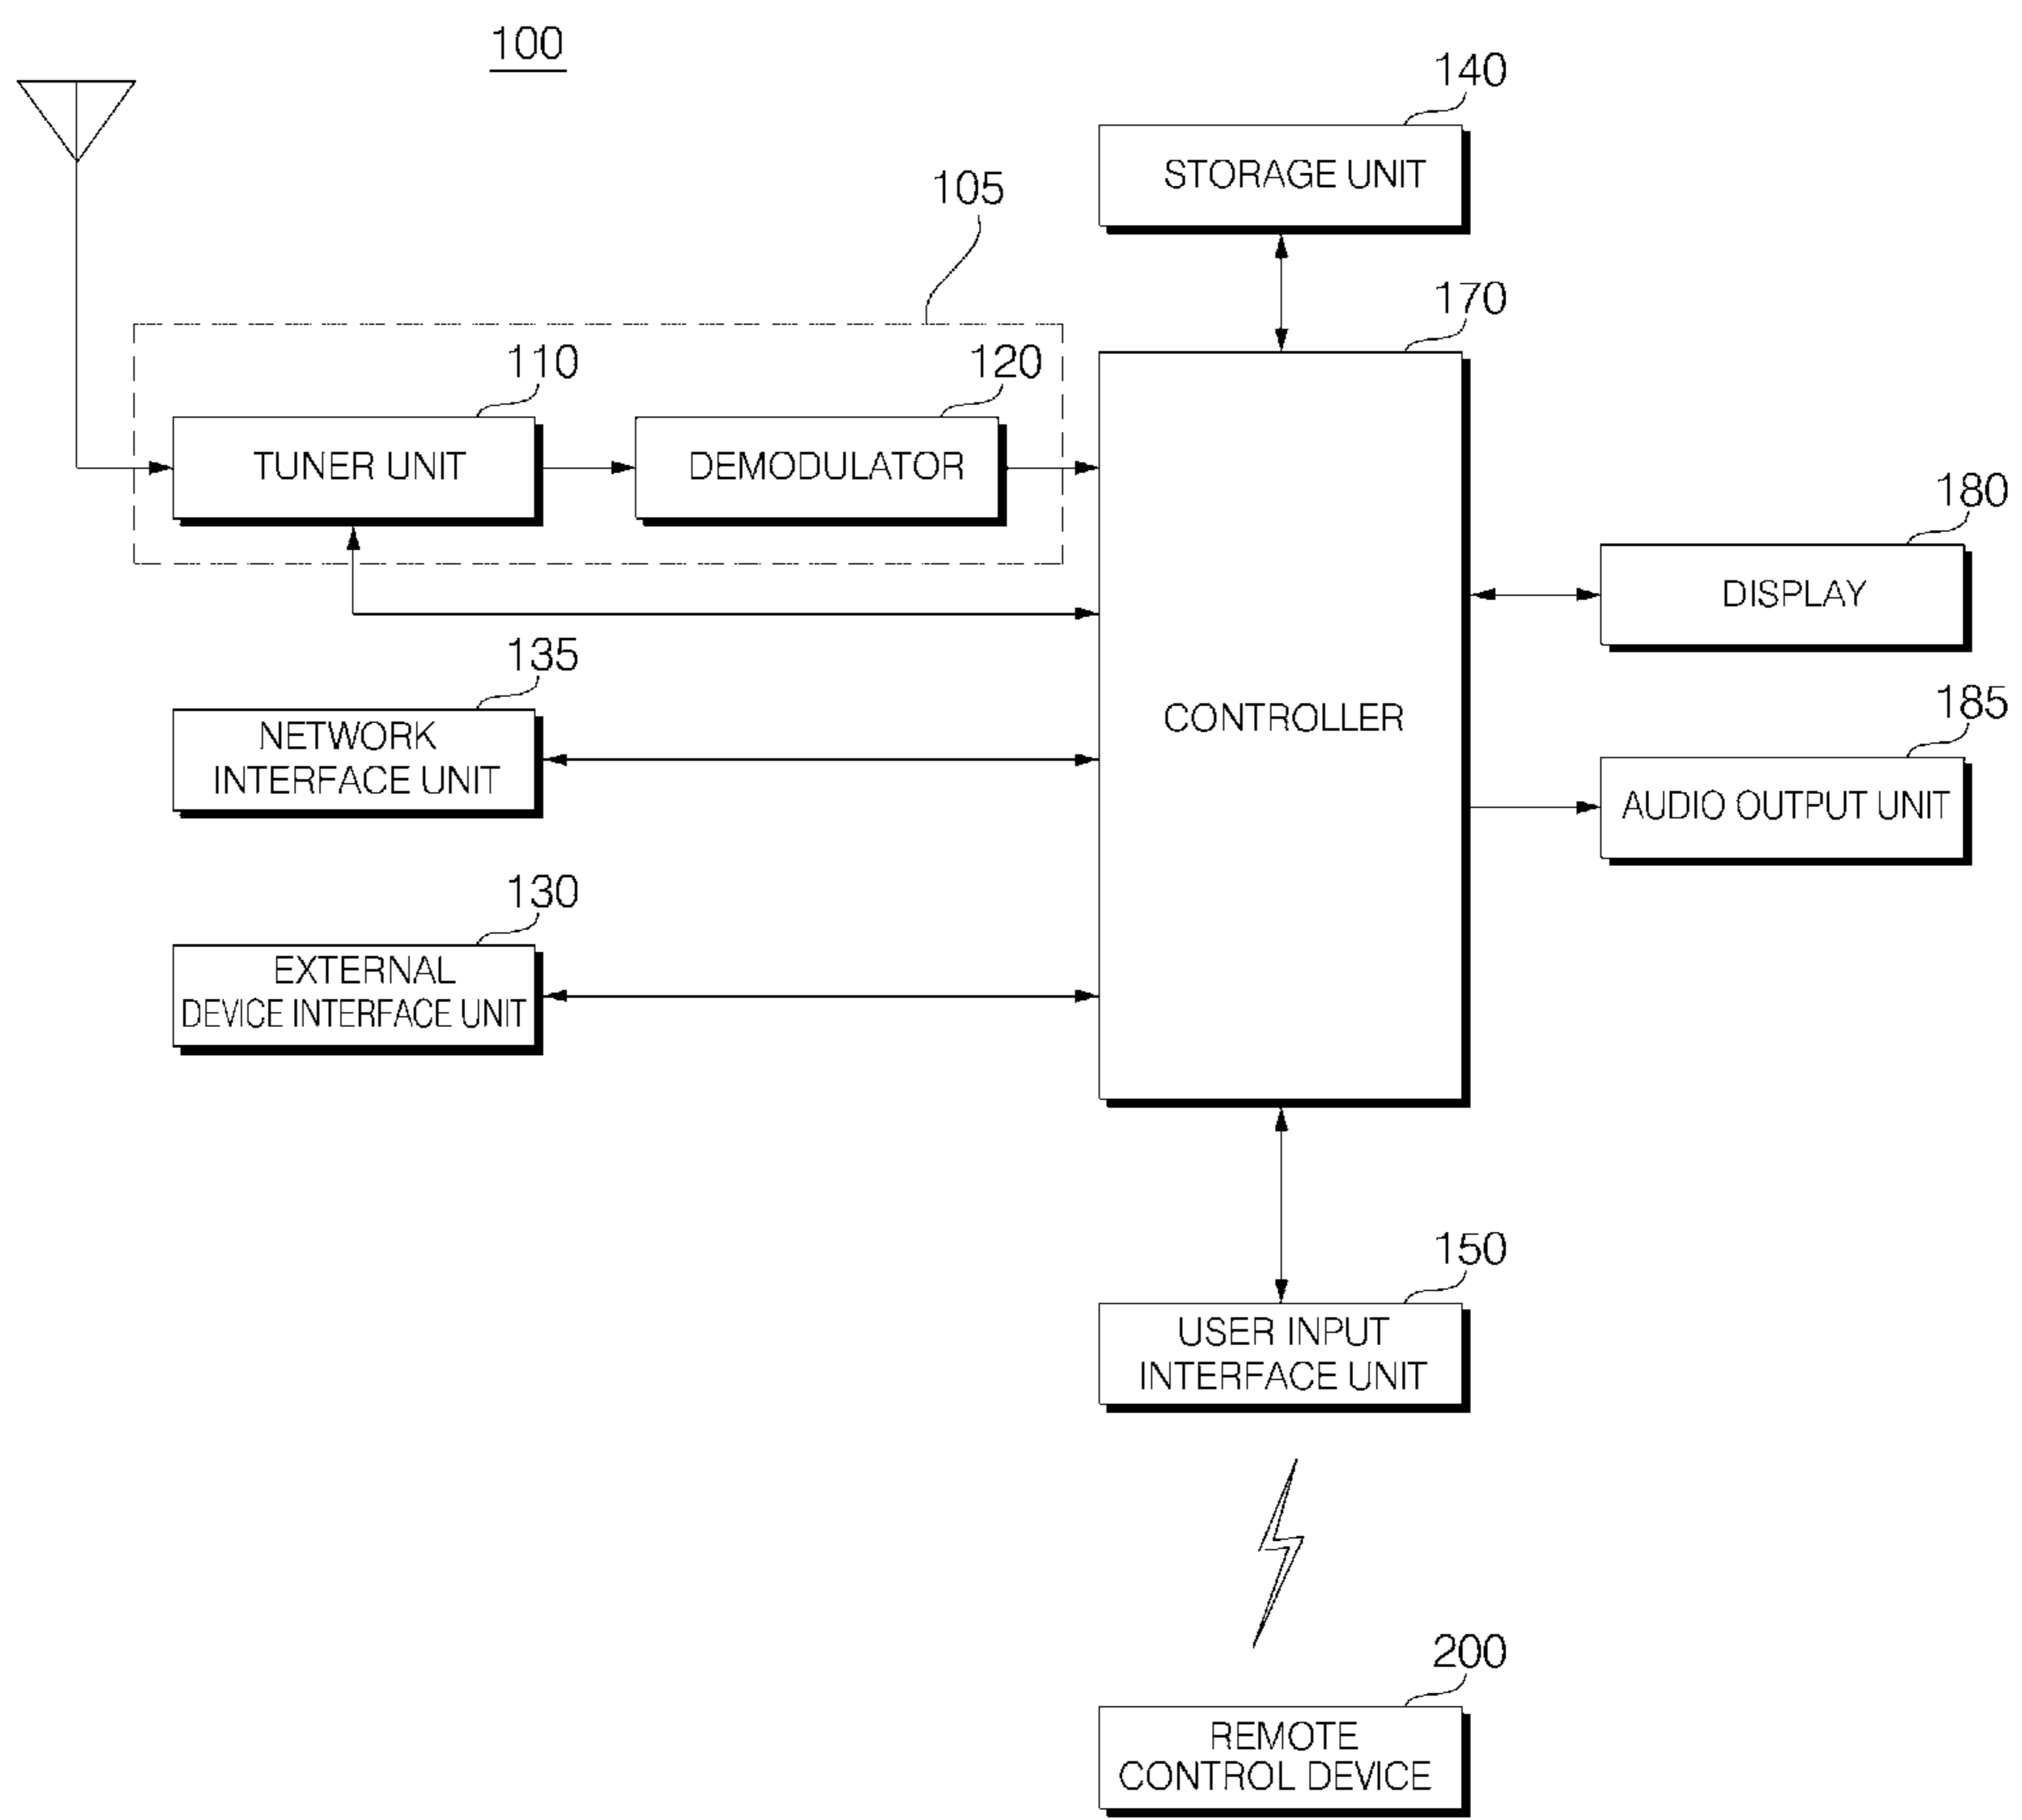 100
140
STORAGE UNIT
105
170
110
120
TUNER UNIT
DEMODULATOR
180
DISPLAY
135
NETWORK
INTERFACE UNIT
CONTROLLER
185
AUDIO OUTPUT UNIT
130
EXTERNAL
DEVICE INTERFACE UNIT
150
USER INPUT
INTERFACE UNIT
200
REMOTE
CONTROL DEVICE